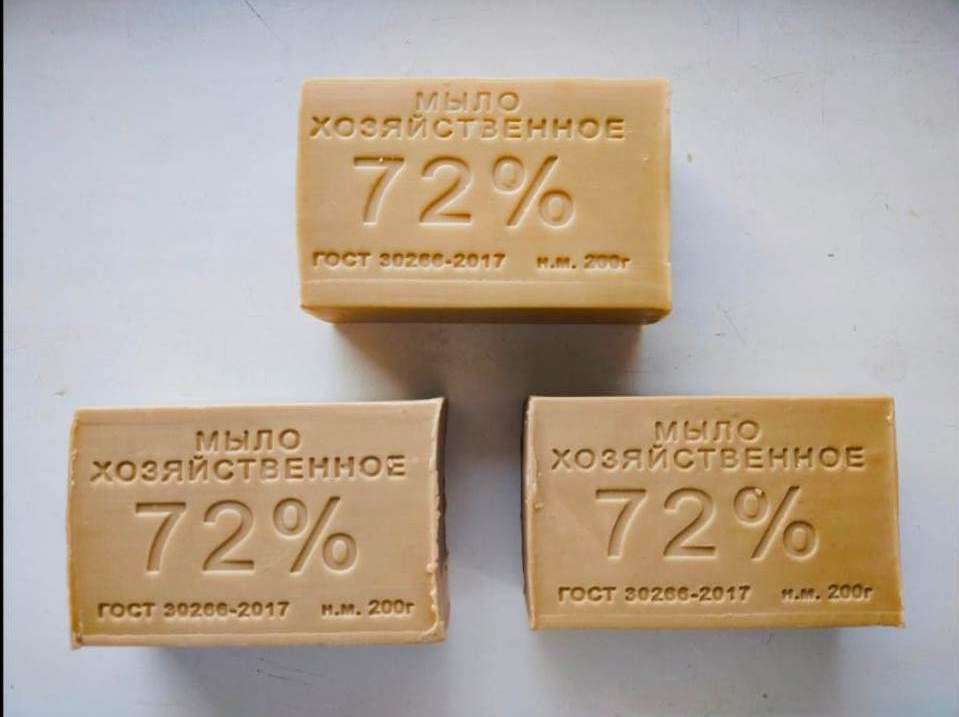 МЫЛО
ХОЗЯЙСТВЕННОЕ
72%
ГОСТ 30266-2017 н.м. 200г
МЫЛО
ХОЗЯЙСТВЕННОЕ
72%
ГОСТ 30266-2017 н.м. 200г
МЫЛО
ХОЗЯЙСТВЕННОЕ
72%
ГОСТ 30266-2017 н.м. 200г